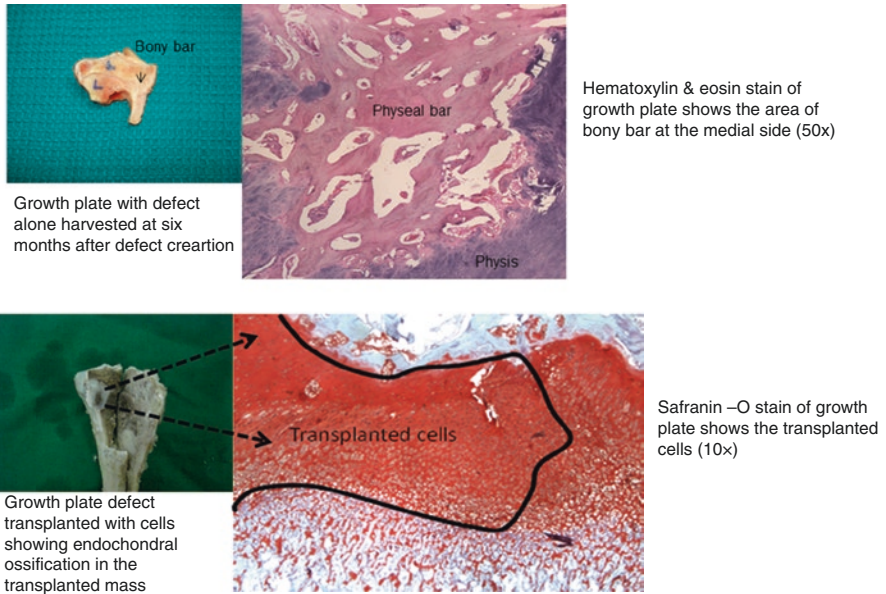 Bony bar
Physeal bar
Physis
Hematoxylin & eosin stain of
growth plate shows the area of
bony bar at the medial side (50x)
Growth plate with defect
alone harvested at six
months after defect creartion
Transplanted cells
Safranin –O stain of growth
plate shows the transplanted
cells (10×)
Growth plate defect
transplanted with cells
showing endochondral
ossification in the
transplanted mass